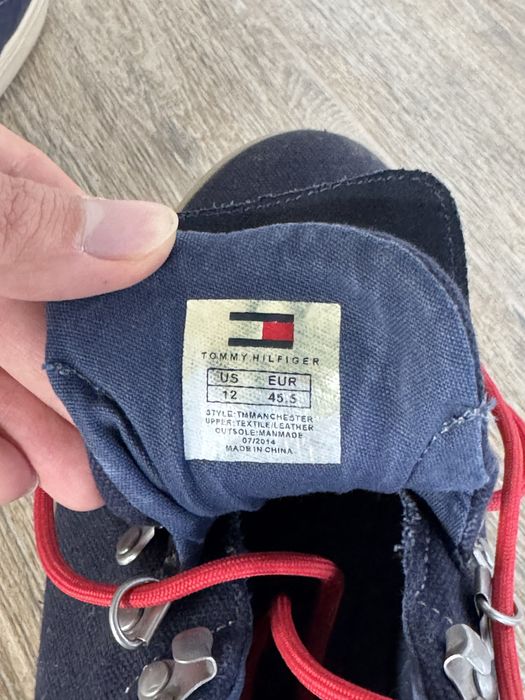 TOMMY HILFIGER
US EUR
12 45.5
STYLE:TMMANCHESTER
UPPER:TEXTILE/LEATHER
OUTSOLE:MANMADE
07/2014
MADE IN CHINA